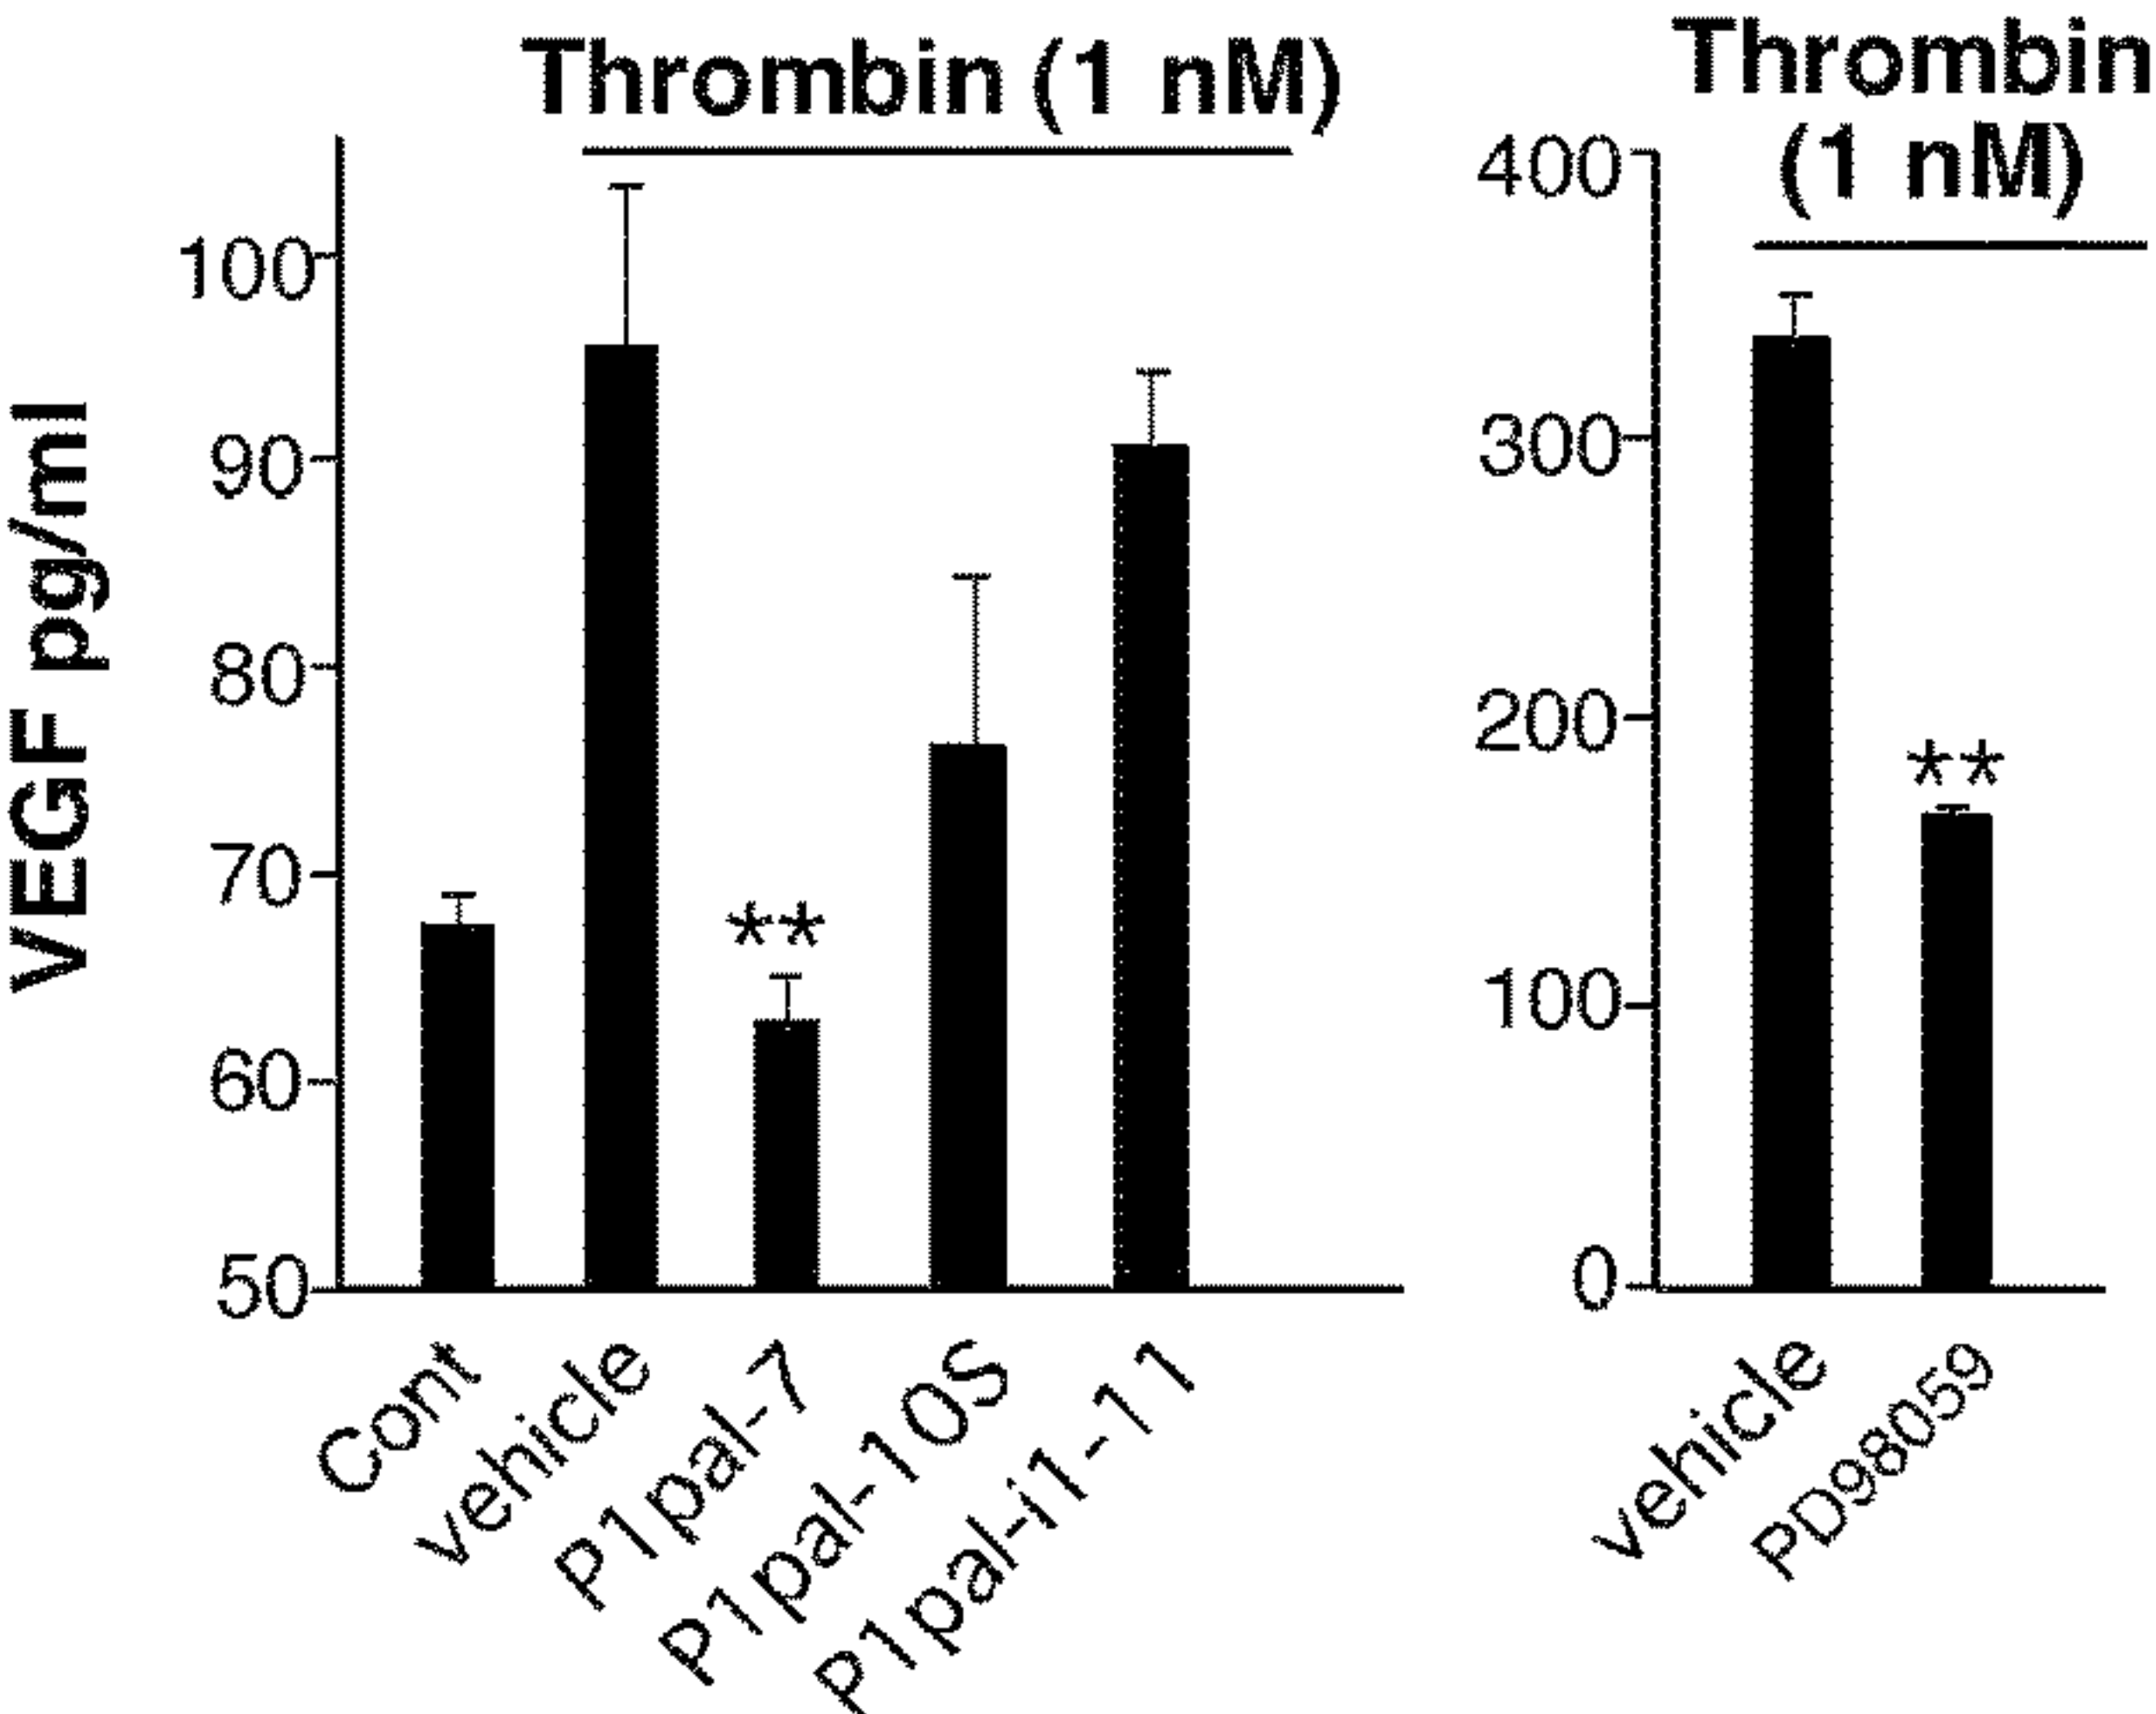 Thrombin (1 nM)
VEGF pg/ml
100
90
80
70
60
50
**
Cont
vehicle
P1pal-7
P1pal-10S
P1pal-i1-11
Thrombin
(1 nM)
400
300
200
100
0
**
vehicle
PD98059